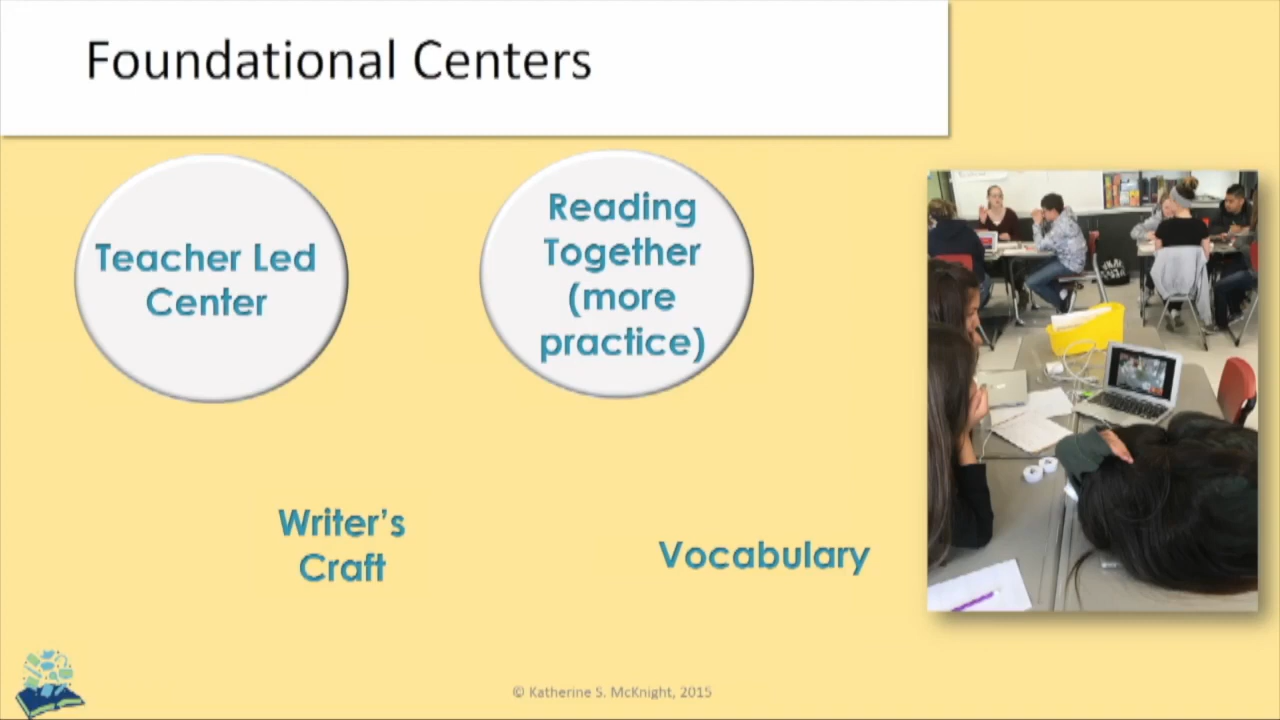 Foundational Centers
Teacher Led
Center
Reading
Together
(more
practice)
Writer's
Craft
Vocabulary
© Katherine S. McKnight, 2015